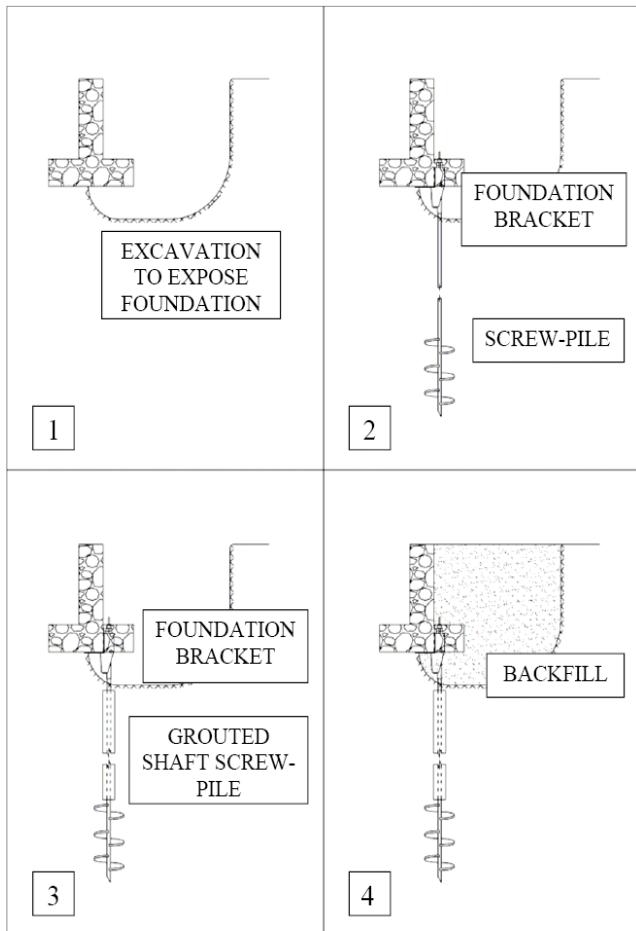 EXCAVATION
TO EXPOSE
FOUNDATION
1
FOUNDATION
BRACKET
SCREW-PILE
2
FOUNDATION
BRACKET
GROUTED
SHAFT SCREW-
PILE
3
BACKFILL
4